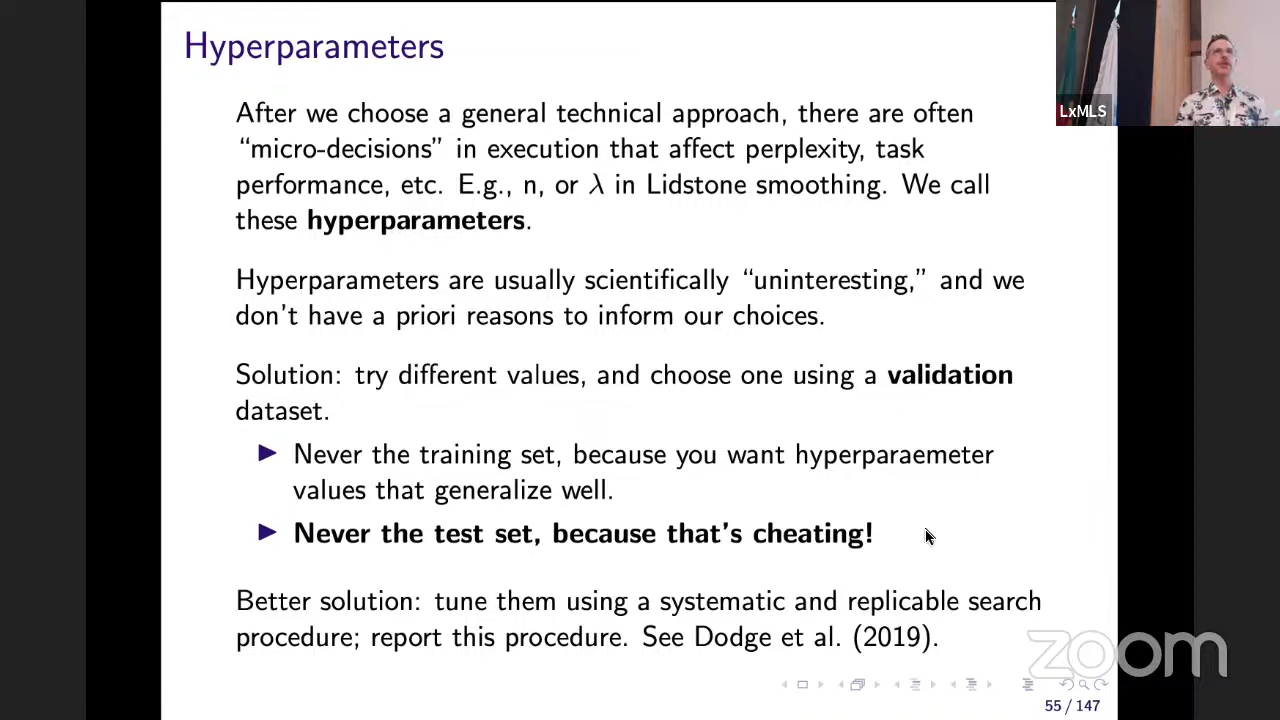 Hyperparameters
LxMLS
After we choose a general technical approach, there are often
“micro-decisions” in execution that affect perplexity, task
performance, etc. E.g., n, or λ in Lidstone smoothing. We call
these hyperparameters.
Hyperparameters are usually scientifically “uninteresting,” and we
don’t have a priori reasons to inform our choices.
Solution: try different values, and choose one using a validation
dataset.
▶ Never the training set, because you want hyperparaemeter
values that generalize well.
▶ Never the test set, because that’s cheating!
Better solution: tune them using a systematic and replicable search
procedure; report this procedure. See Dodge et al. (2019).
zoom
55 / 147